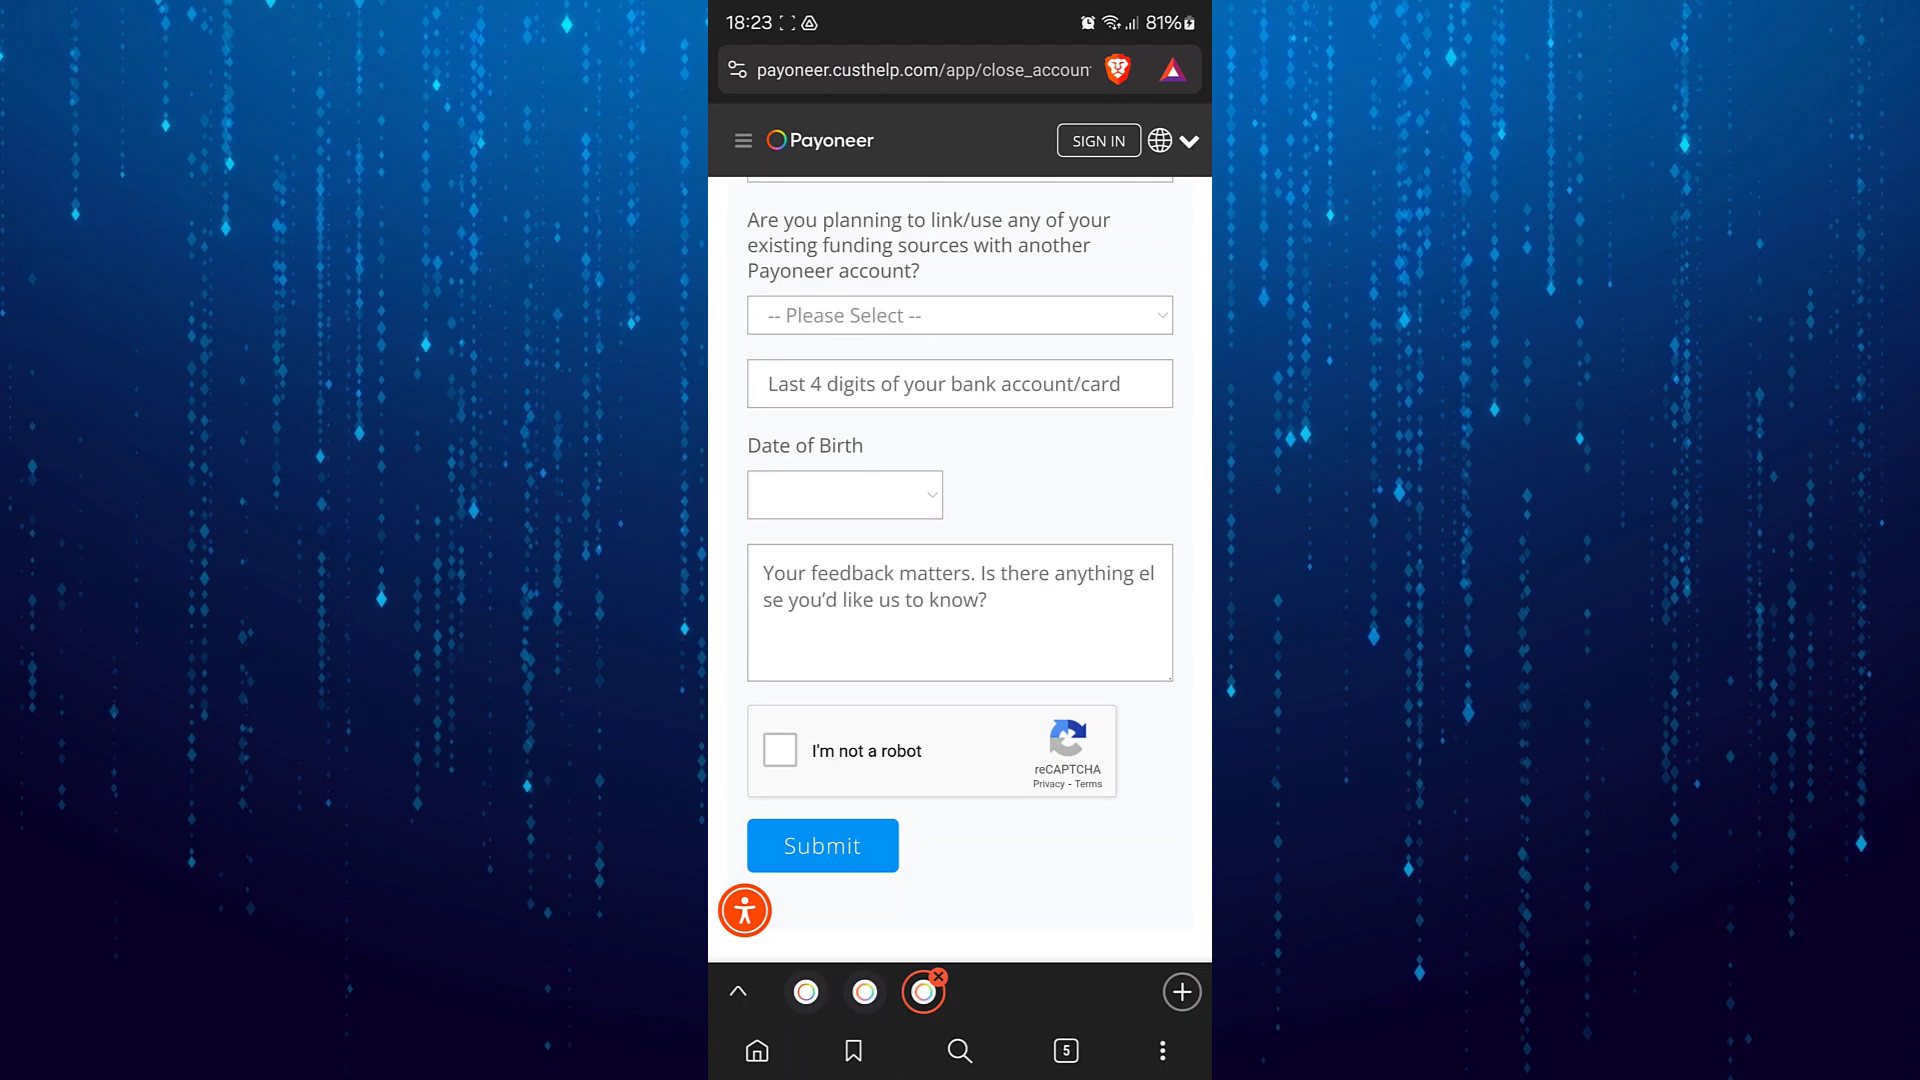 18:23
81%
payoneer.custhelp.com/app/close_accoun
Payoneer
SIGN IN
Are you planning to link/use any of your
existing funding sources with another
Payoneer account?
-- Please Select --
Last 4 digits of your bank account/card
Date of Birth
Your feedback matters. Is there anything el
se you’d like us to know?
I'm not a robot
reCAPTCHA
Privacy - Terms
Submit
5